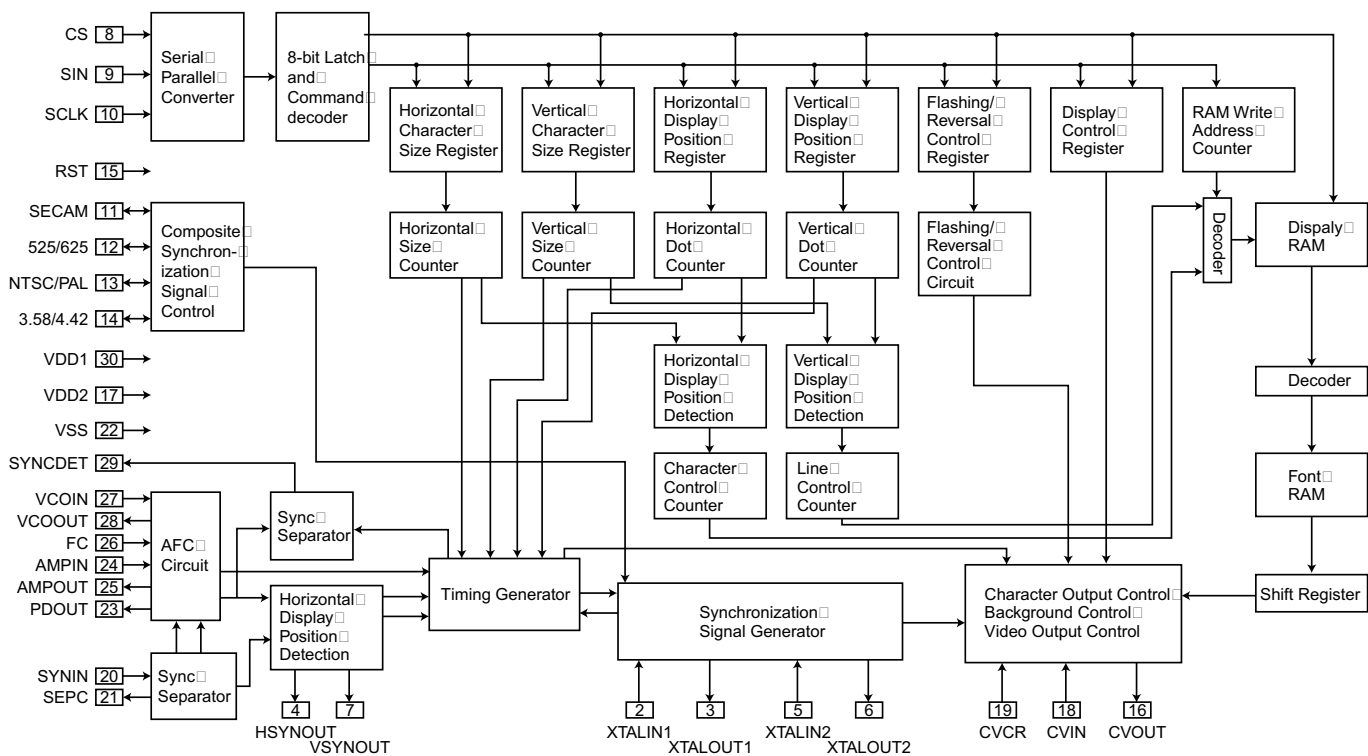 CS 8
SIN 9
SCLK 10
RST 15
SECAM 11
525/625 12
NTSC/PAL 13
3.58/4.42 14
VDD1 30
VDD2 17
VSS 22
SYNCDET 29
VCOIN 27
VCOOUT 28
FC 26
AMPIN 24
AMPOUT 25
PDOUT 23
SYNIN 20
SEPC 21
Serial
Parallel
Converter
8-bit Latch
and
Command
decoder
Horizontal
Character
Size Register
Vertical
Character
Size Register
Horizontal
Display
Position
Register
Vertical
Display
Position
Register
Flashing/
Reversal
Control
Register
Display
Control
Register
RAM Write
Address
Counter
Composite
Synchron-
ization
Signal
Control
Horizontal
Size
Counter
Vertical
Size
Counter
Horizontal
Dot
Counter
Vertical
Dot
Counter
Flashing/
Reversal
Control
Circuit
Decoder
Dispaly
RAM
Horizontal
Display
Position
Detection
Vertical
Display
Position
Detection
Decoder
Character
Control
Counter
Line
Control
Counter
Font
RAM
AFC
Circuit
Sync
Separator
Timing Generator
Horizontal
Display
Position
Detection
Synchronization
Signal Generator
Character Output Control
Background Control
Video Output Control
Shift Register
Sync
Separator
4
HSYNOUT
7
VSYNOUT
2
XTALIN1
3
XTALOUT1
5
XTALIN2
6
XTALOUT2
19
CVCR
18
CVIN
16
CVOUT